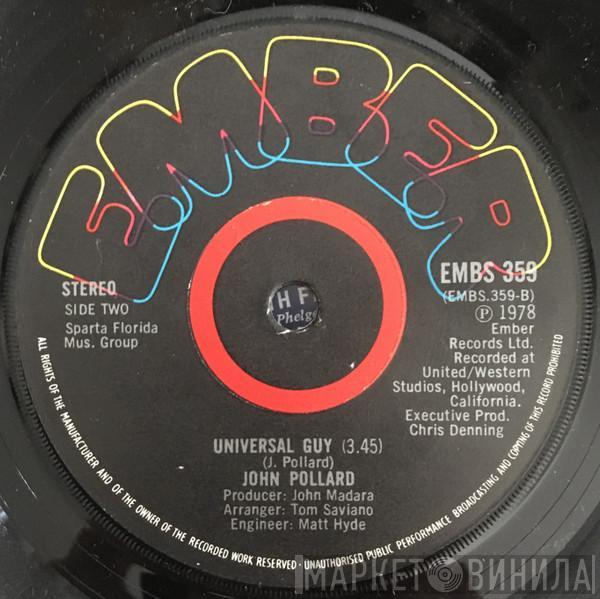 EMBER
STEREO
SIDE TWO
Sparta Florida
Mus. Group
EMBS 359
(EMBS.359-B)
Ⓟ 1978
Ember
Records Ltd.
Recorded at
United/Western
Studios, Hollywood,
California.
Executive Prod.
Chris Denning
H F
Phelge
UNIVERSAL GUY (3.45)
(J. Pollard)
JOHN POLLARD
Producer: John Madara
Arranger: Tom Saviano
Engineer: Matt Hyde
ALL RIGHTS OF THE MANUFACTURER AND OF THE OWNER OF THE RECORDED WORK RESERVED · UNAUTHORISED PUBLIC PERFORMANCE BROADCASTING AND COPYING OF THIS RECORD PROHIBITED
МАРКЕТ ВИНИЛА